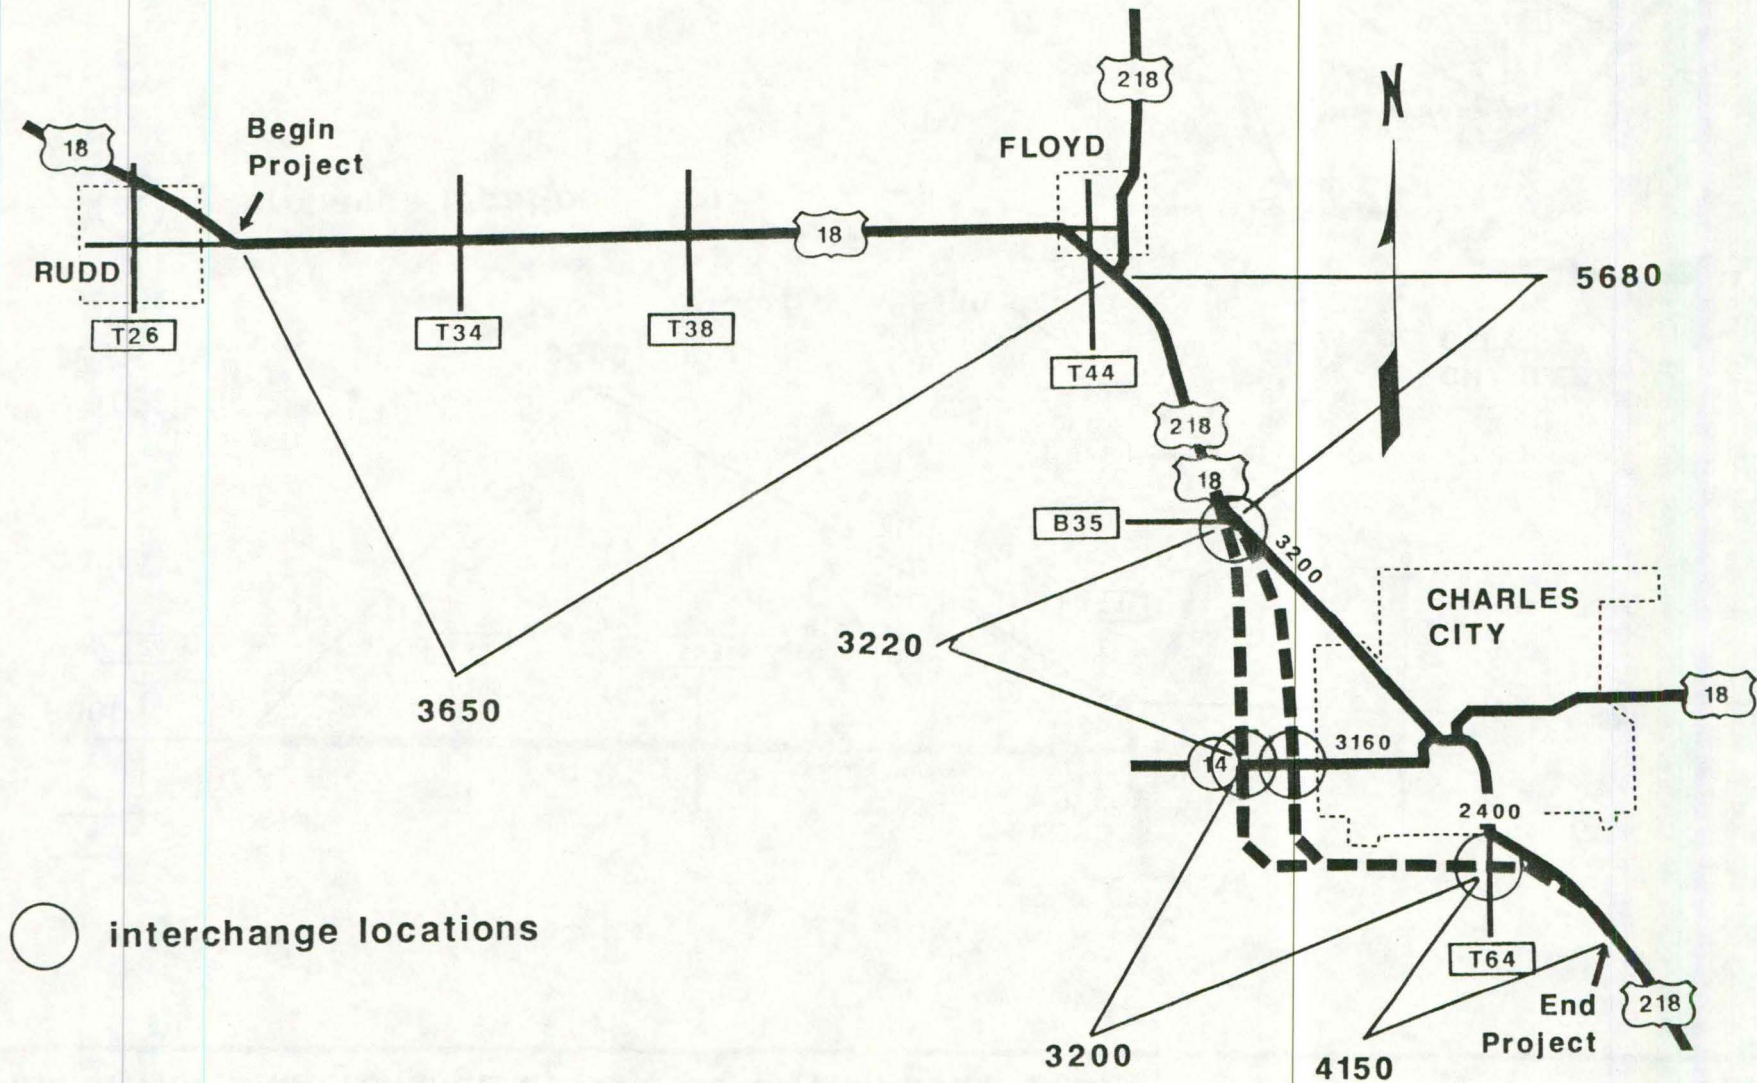 218
N
18
Begin
Project
FLOYD
18
RUDD
5680
T26
T34
T38
T44
218
18
B35
3200
CHARLES
CITY
3220
18
3650
14
3160
2400
interchange locations
T64
218
End
Project
3200
4150